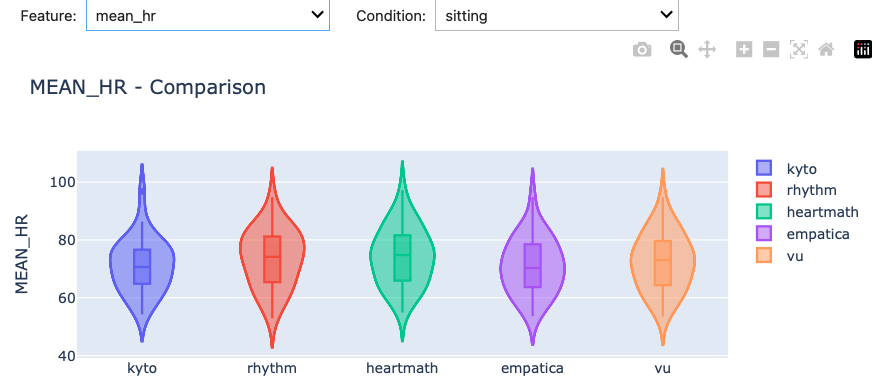 Feature: mean_hr Condition: sitting
MEAN_HR - Comparison
100
80
60
40
MEAN_HR
kyto
rhythm
heartmath
empatica
vu
kyto rhythm heartmath empatica vu